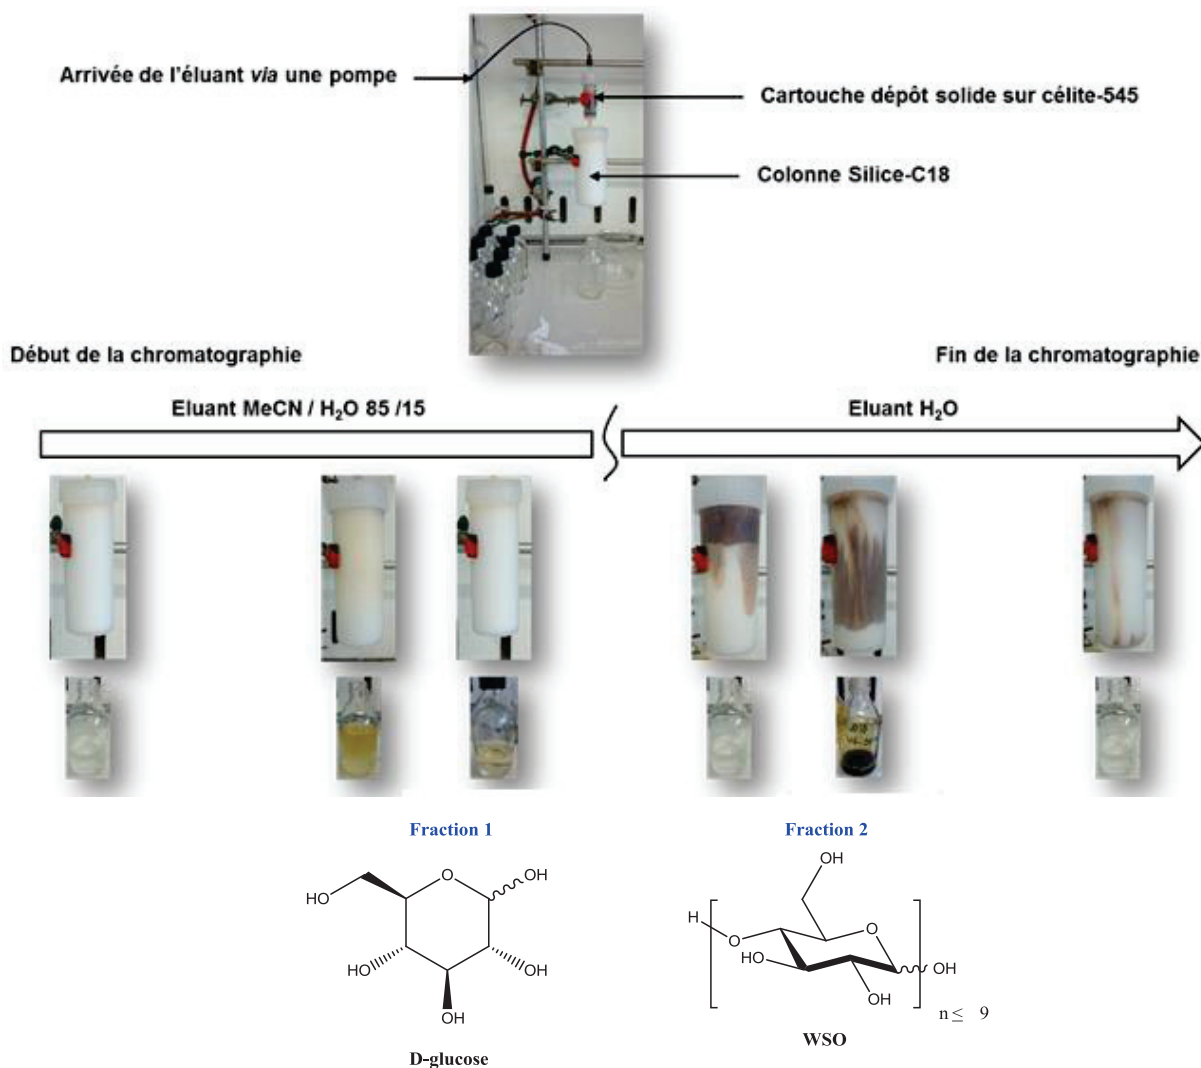 Arrivée de l'éluant via une pompe
Cartouche dépôt solide sur célite-545
Colonne Silice-C18
Début de la chromatographie
Fin de la chromatographie
Eluant MeCN / H₂O 85 /15
Eluant H₂O
Fraction 1
Fraction 2
OH
O
OH
HO
HO
OH
OH
D-glucose
OH
H
O
O
HO
OH
OH
n ≤ 9
WSO